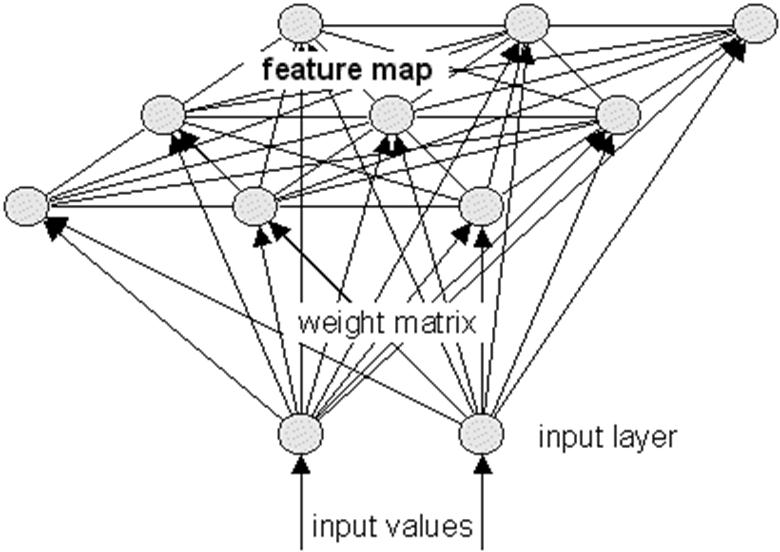 feature map
weight matrix
input layer
input values